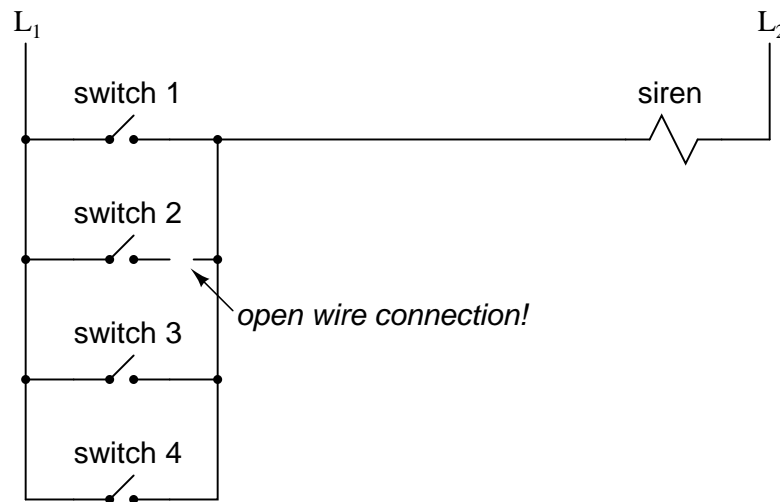 L1
L2
switch 1
siren
switch 2
open wire connection!
switch 3
switch 4